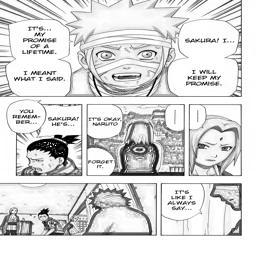 IT'S...
MY
PROMISE
OF A
LIFETIME.
I MEANT
WHAT I SAID.
SAKURA! I...
I WILL
KEEP MY
PROMISE.
YOU
REMEM-
BER...
SAKURA!
HE'S...
IT'S OKAY,
NARUTO
FORGET
IT.
IT'S
LIKE I
ALWAYS
SAY...